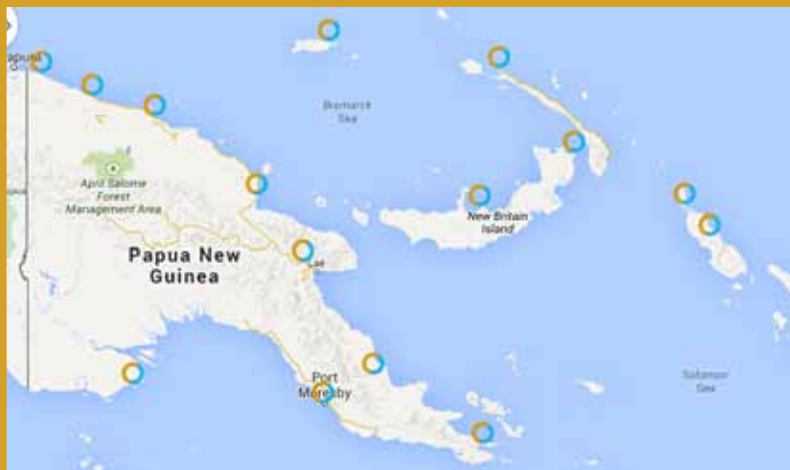 Bismarck
Sea
April Salome
Forest
Management Area
Papua New
Guinea
New Britain
Island
Lae
Port
Moresby
Solomon
Sea